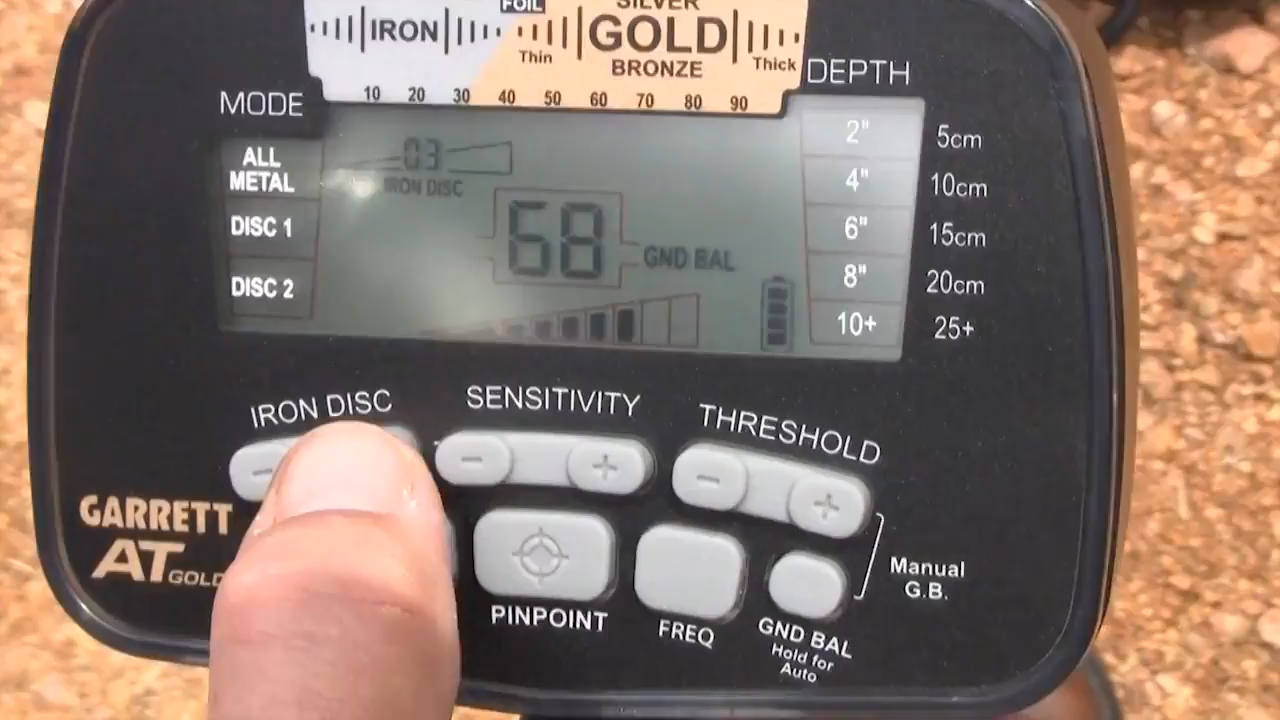 FOIL
SILVER
IRON
GOLD
Thin
BRONZE
Thick
10 20 30 40 50 60 70 80 90
DEPTH
MODE
ALL
METAL
DISC 1
DISC 2
03
IRON DISC
68
GND BAL
2" 5cm
4" 10cm
6" 15cm
8" 20cm
10+ 25+
IRON DISC
SENSITIVITY
THRESHOLD
-
- +
- +
GARRETT
AT GOLD
PINPOINT
FREQ
GND BAL
Hold for
Auto
Manual
G.B.